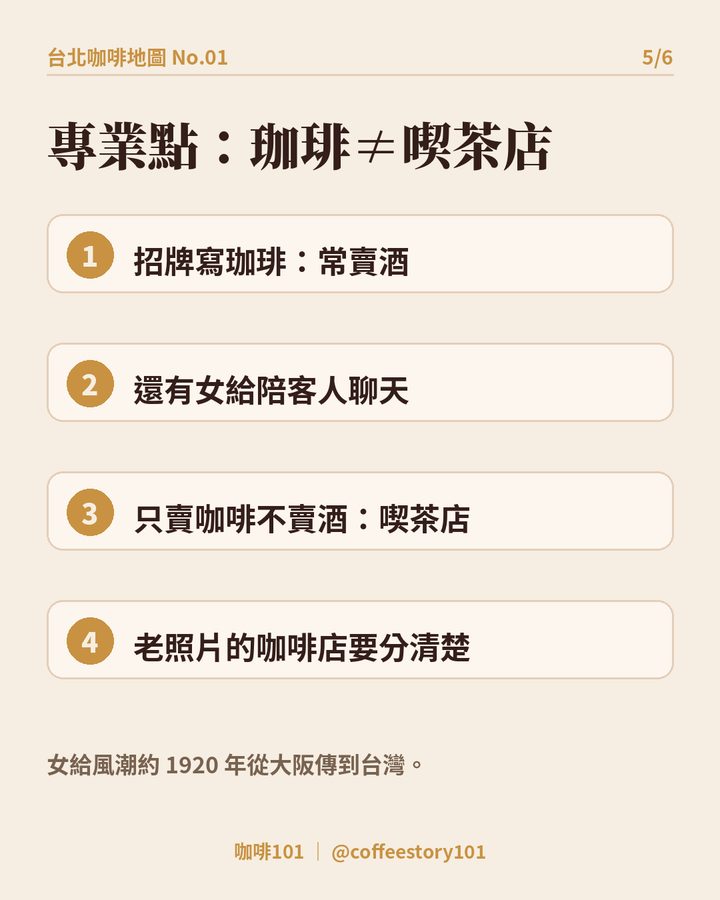 台北咖啡地圖 No.01
5/6
專業點：珈琲≠喫茶店
1 招牌寫珈琲：常賣酒
2 還有女給陪客人聊天
3 只賣咖啡不賣酒：喫茶店
4 老照片的咖啡店要分清楚
女給風潮約 1920 年從大阪傳到台灣。
咖啡101｜@coffeestory101